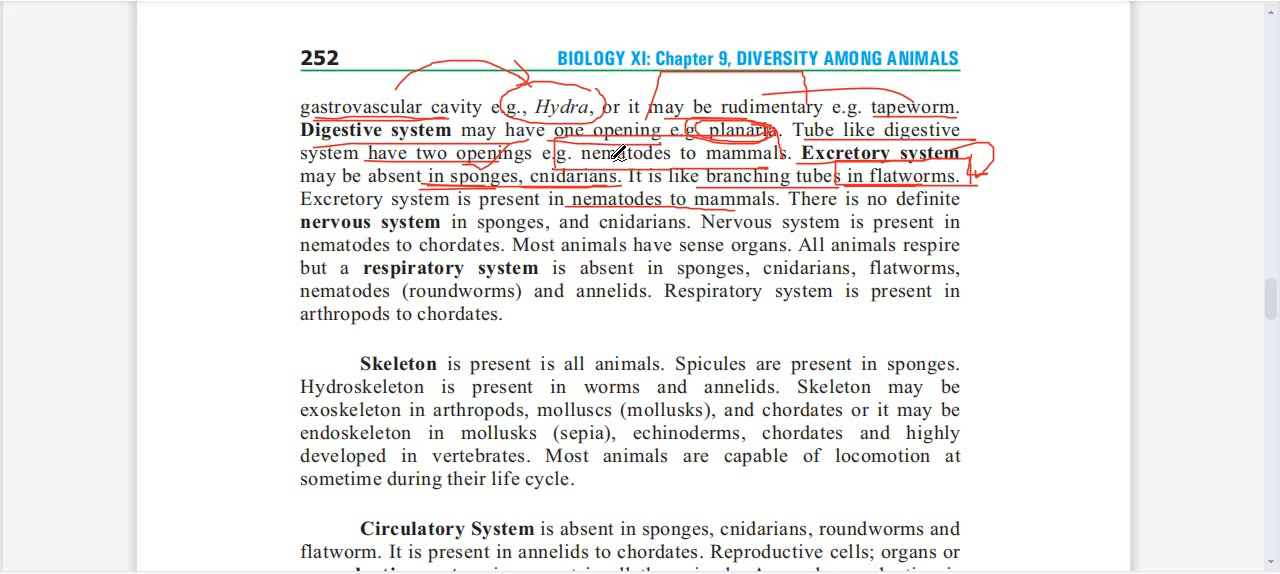 252 BIOLOGY XI: Chapter 9, DIVERSITY AMONG ANIMALS
gastrovascular cavity e.g., Hydra, or it may be rudimentary e.g. tapeworm.
Digestive system may have one opening e.g. planaria. Tube like digestive
system have two openings e.g. nematodes to mammals. Excretory system
may be absent in sponges, cnidarians. It is like branching tubes in flatworms.
Excretory system is present in nematodes to mammals. There is no definite
nervous system in sponges, and cnidarians. Nervous system is present in
nematodes to chordates. Most animals have sense organs. All animals respire
but a respiratory system is absent in sponges, cnidarians, flatworms,
nematodes (roundworms) and annelids. Respiratory system is present in
arthropods to chordates.
Skeleton is present is all animals. Spicules are present in sponges.
Hydroskeleton is present in worms and annelids. Skeleton may be
exoskeleton in arthropods, molluscs (mollusks), and chordates or it may be
endoskeleton in mollusks (sepia), echinoderms, chordates and highly
developed in vertebrates. Most animals are capable of locomotion at
sometime during their life cycle.
Circulatory System is absent in sponges, cnidarians, roundworms and
flatworm. It is present in annelids to chordates. Reproductive cells; organs or